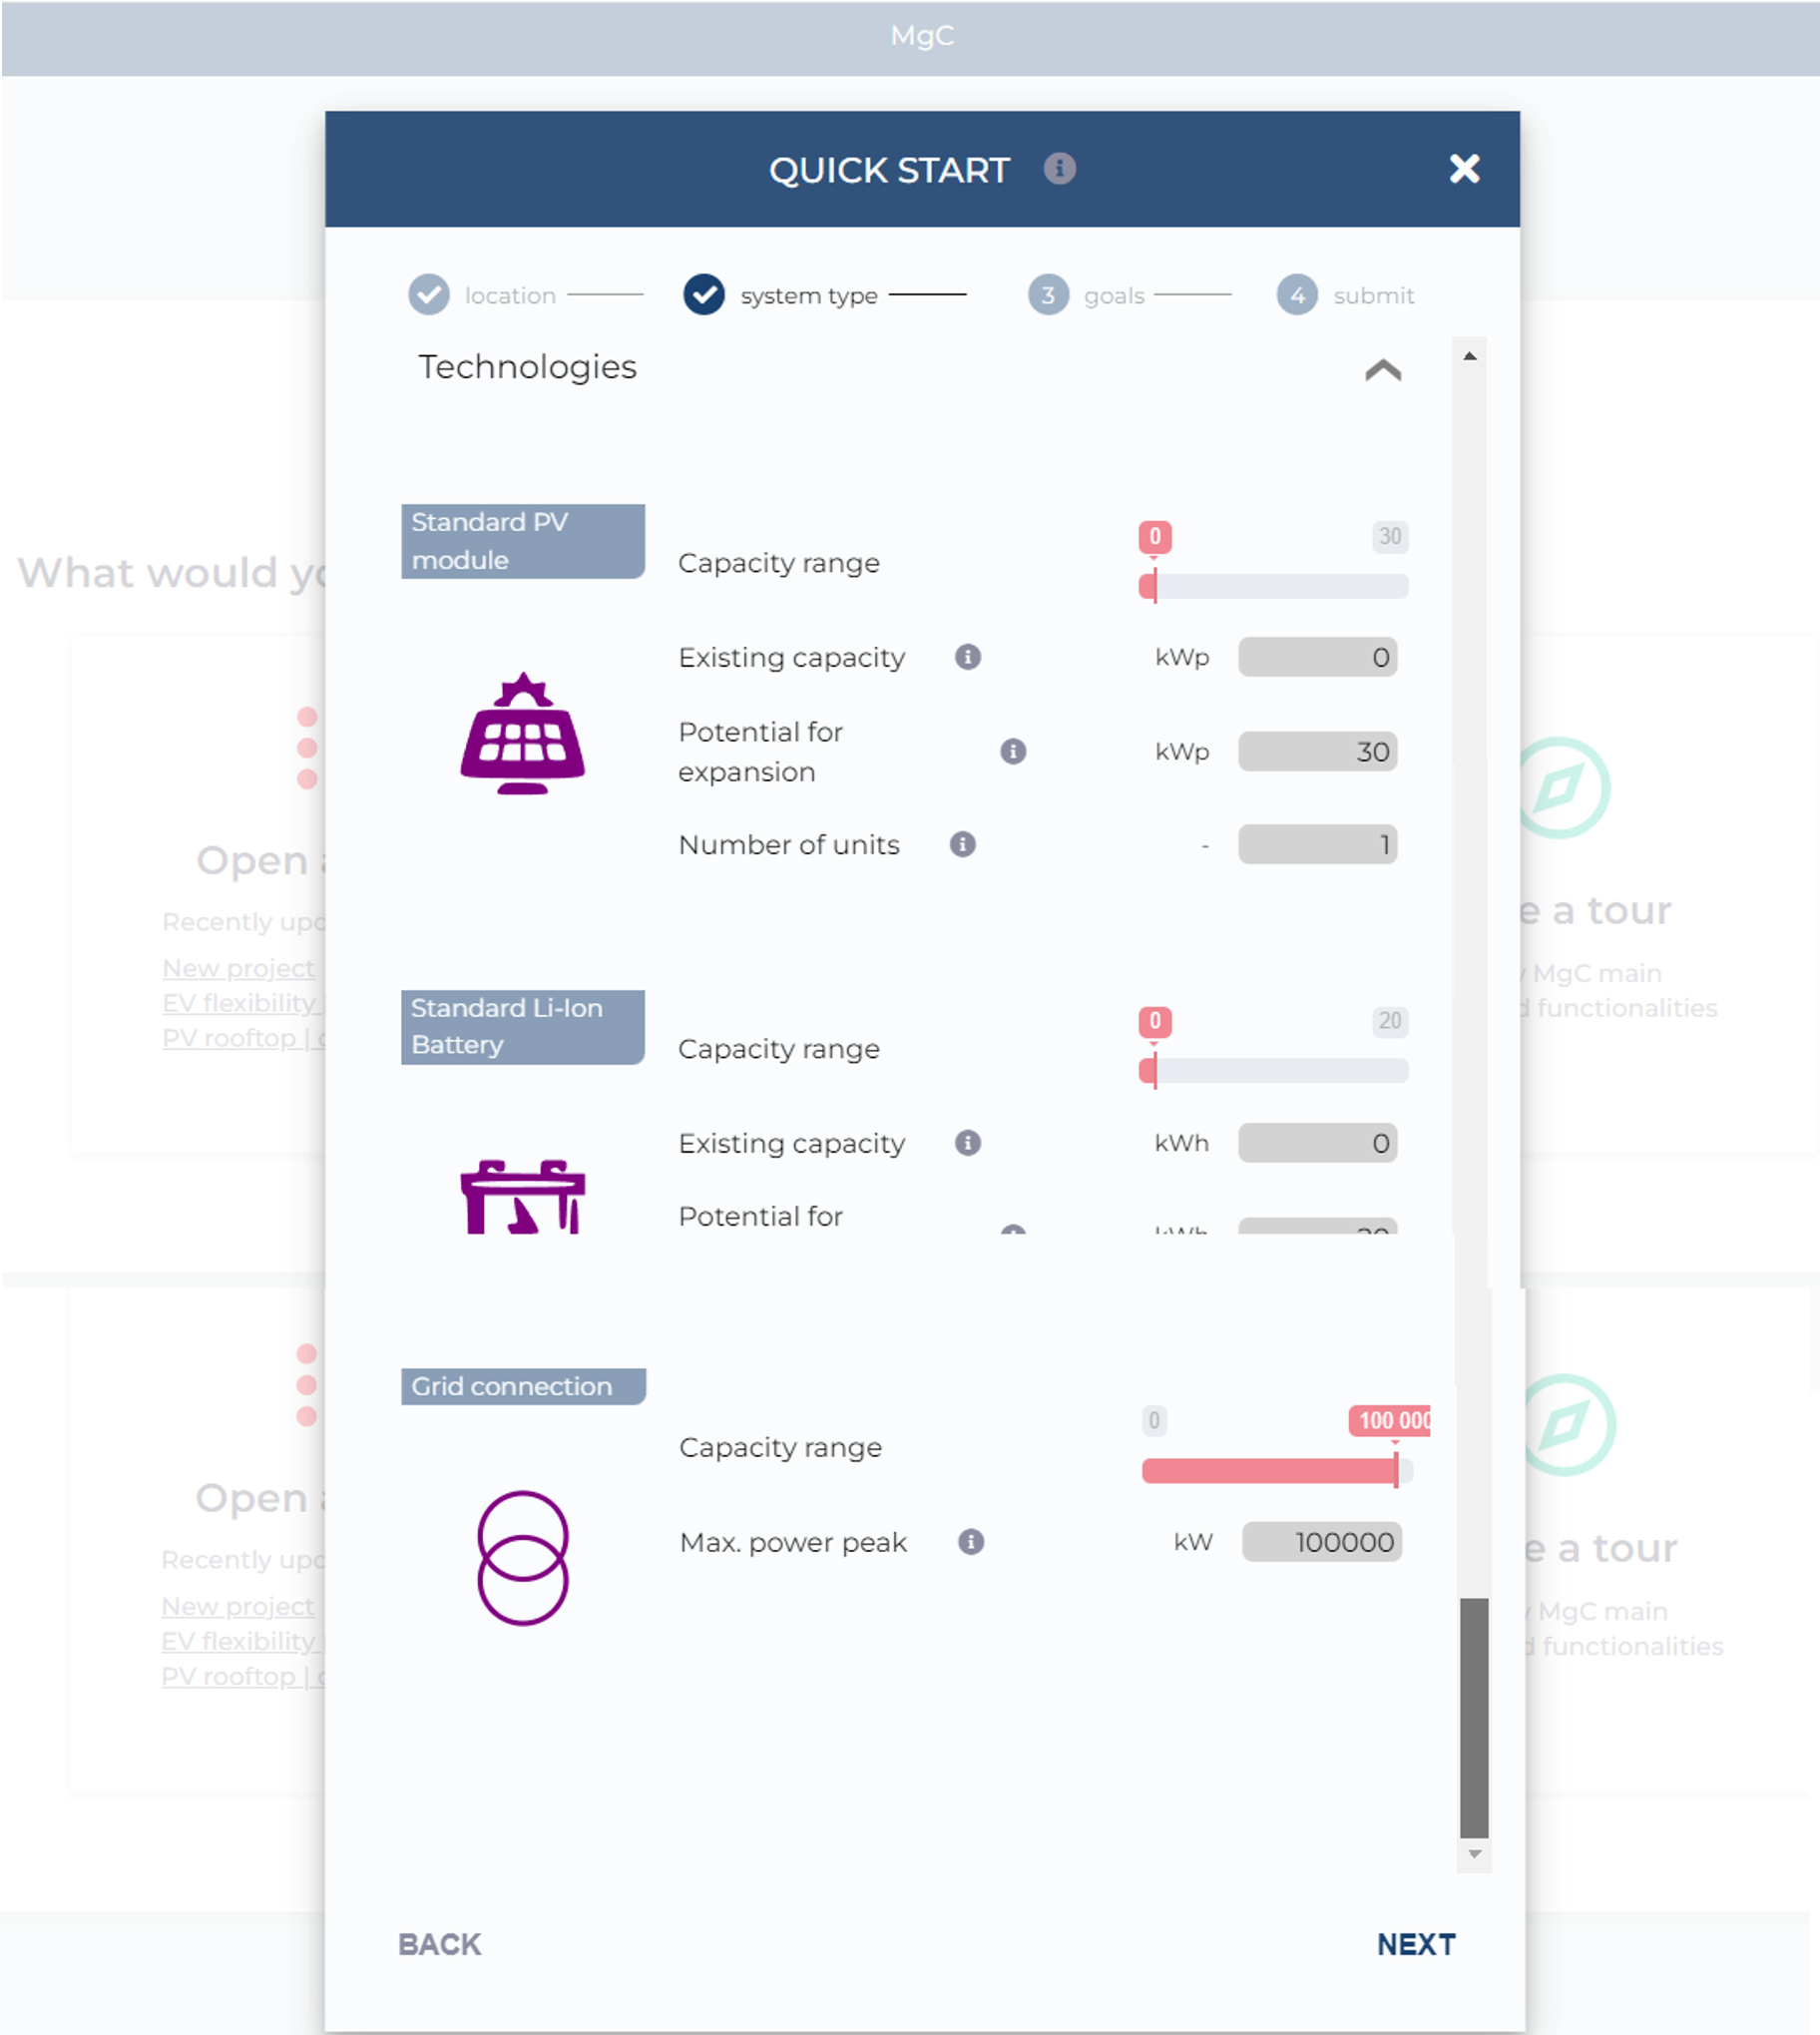 MgC
QUICK START
location
system type
3 goals
4 submit
Technologies
What would
Standard PV
module
Capacity range
0
30
Existing capacity
kWp
0
Potential for
expansion
kWp
30
Number of units
-
1
Open
Recently
New project
EV flexibility
PV rooftop |
a tour
MgC main
functionalities
Standard Li-Ion
Battery
Capacity range
0
20
Existing capacity
kWh
0
Potential for
kWh
20
Grid connection
Capacity range
0
100 000
Max. power peak
kW
100000
Open
Recently
New project
EV flexibility
PV rooftop |
a tour
MgC main
functionalities
BACK
NEXT